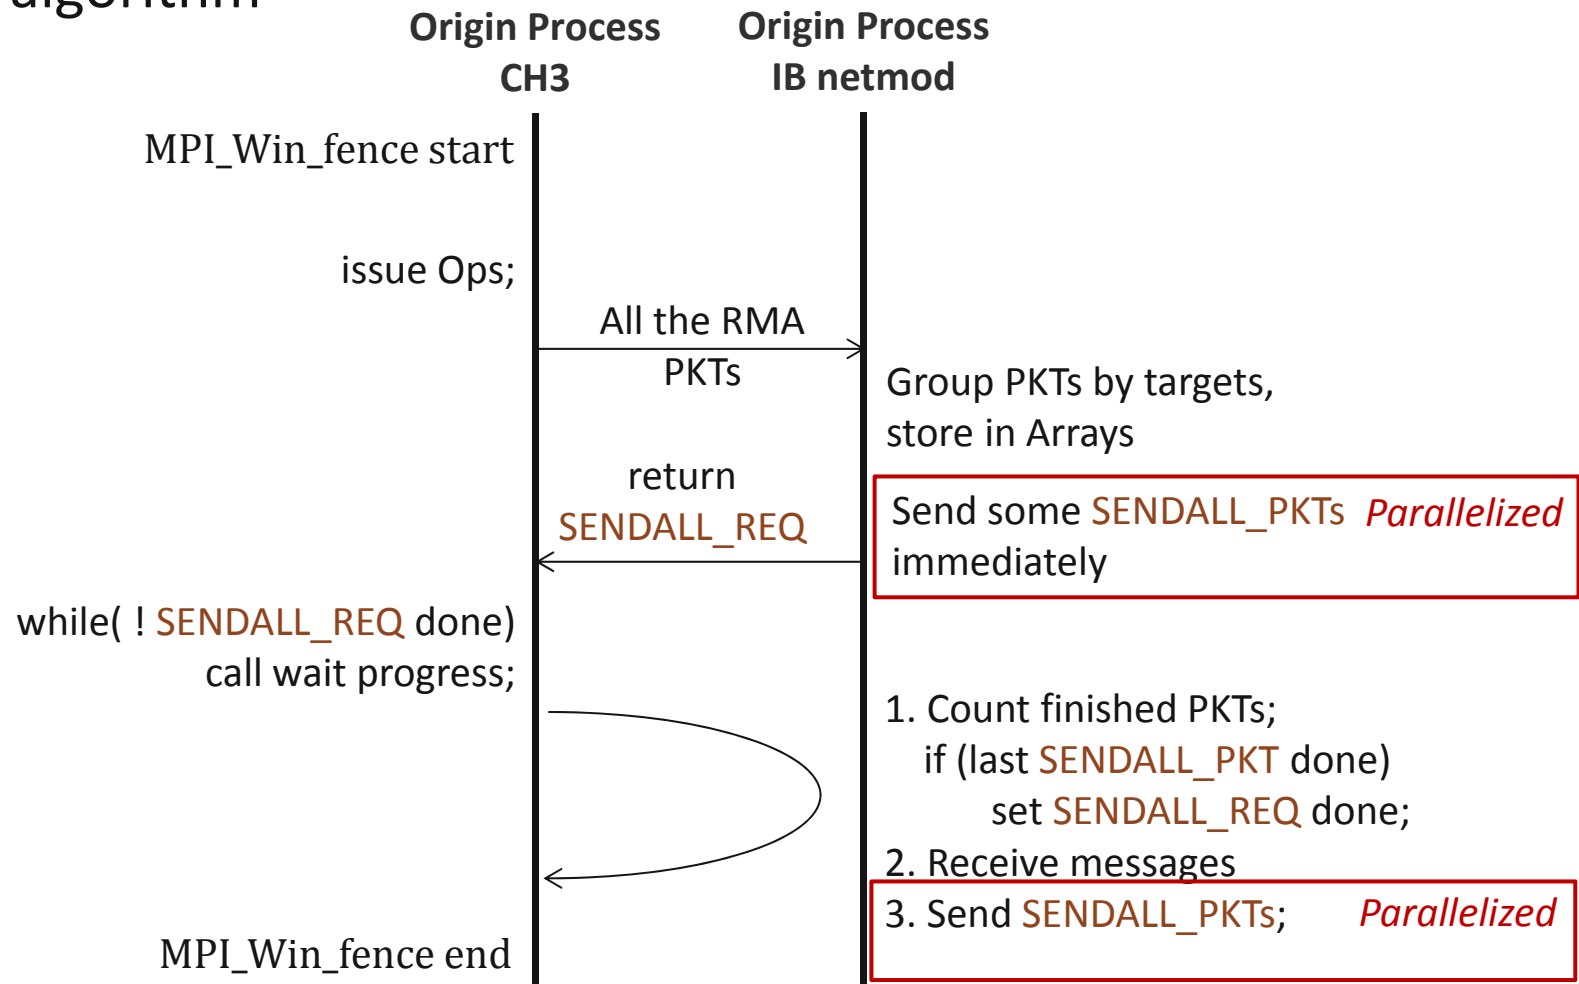 algorithm
Origin Process
CH3
Origin Process
IB netmod
MPI_Win_fence start
issue Ops;
All the RMA
PKTs
Group PKTs by targets,
store in Arrays
return
SENDALL_REQ
Send some SENDALL_PKTs Parallelized
immediately
while( ! SENDALL_REQ done)
call wait progress;
1. Count finished PKTs;
if (last SENDALL_PKT done)
set SENDALL_REQ done;
2. Receive messages
3. Send SENDALL_PKTs; Parallelized
MPI_Win_fence end